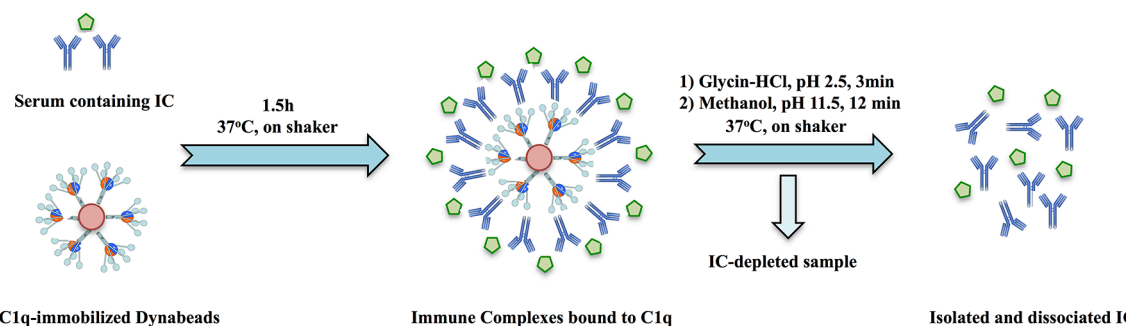 Serum containing IC
1.5h
37°C, on shaker
1) Glycin-HCl, pH 2.5, 3min
2) Methanol, pH 11.5, 12 min
37°C, on shaker
IC-depleted sample
C1q-immobilized Dynabeads
Immune Complexes bound to C1q
Isolated and dissociated IC